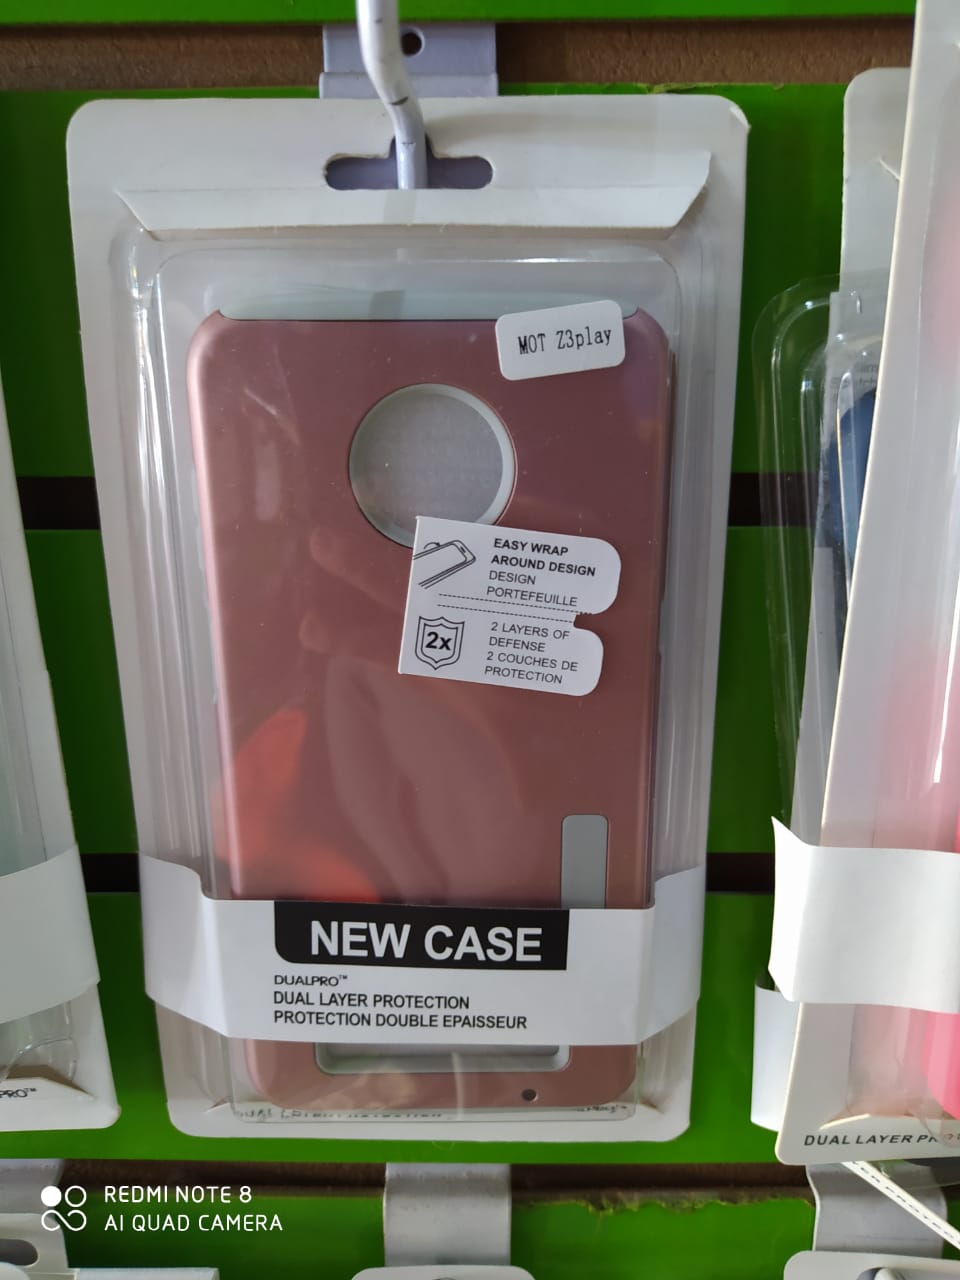 MOT Z3play
EASY WRAP
AROUND DESIGN
DESIGN
PORTEFEUILLE
2x
2 LAYERS OF
DEFENSE
2 COUCHES DE
PROTECTION
NEW CASE
DUALPRO™
DUAL LAYER PROTECTION
PROTECTION DOUBLE EPAISSEUR
DUAL LAYER
REDMI NOTE 8
AI QUAD CAMERA